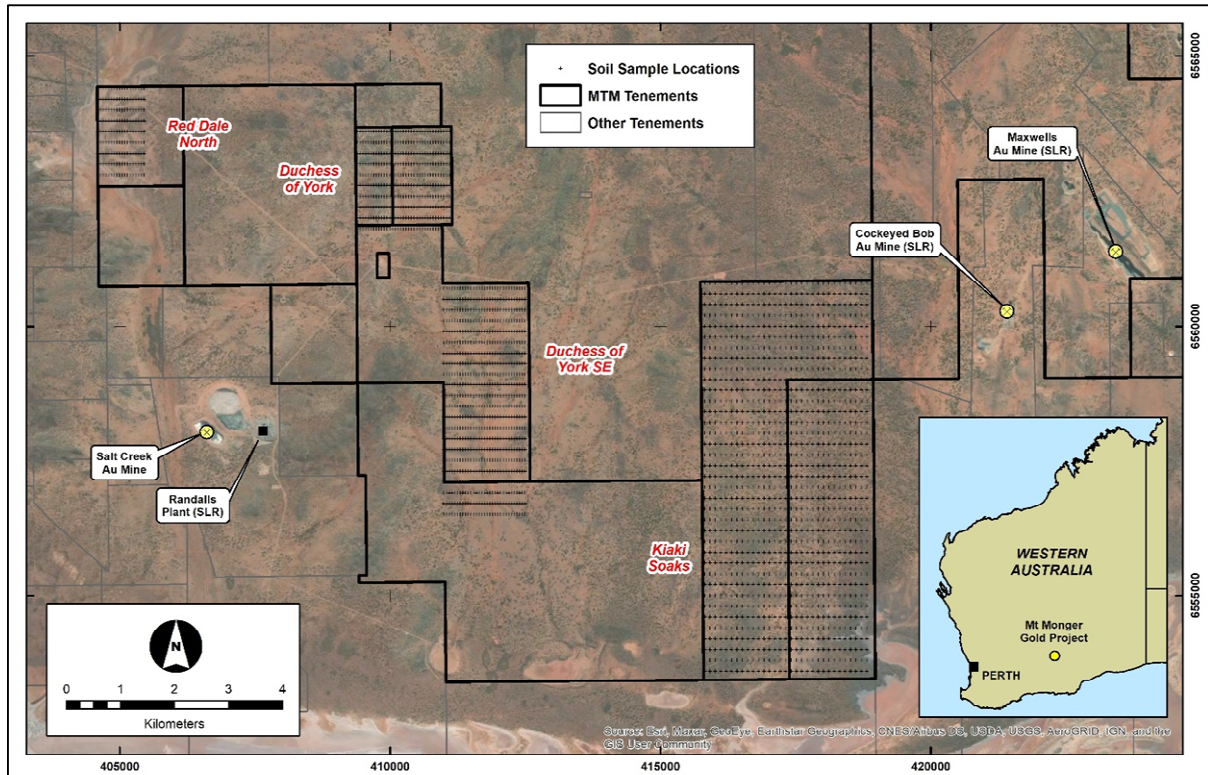 Soil Sample Locations
MTM Tenements
Other Tenements
6565000
Red Dale
North
Duchess
of York
Maxwells
Au Mine (SLR)
Cockeyed Bob
Au Mine (SLR)
6560000
Duchess of
York SE
Salt Creek
Au Mine
Randalls
Plant (SLR)
Kiaki
Soaks
6555000
WESTERN
AUSTRALIA
Mt Monger
Gold Project
PERTH
N
0 1 2 3 4
Kilometers
Source: Esri, Maxar, GeoEye, Earthstar Geographics, CNES/Airbus DS, USDA, USGS, AeroGRID, IGN, and the
GIS User Community
405000 410000 415000 420000